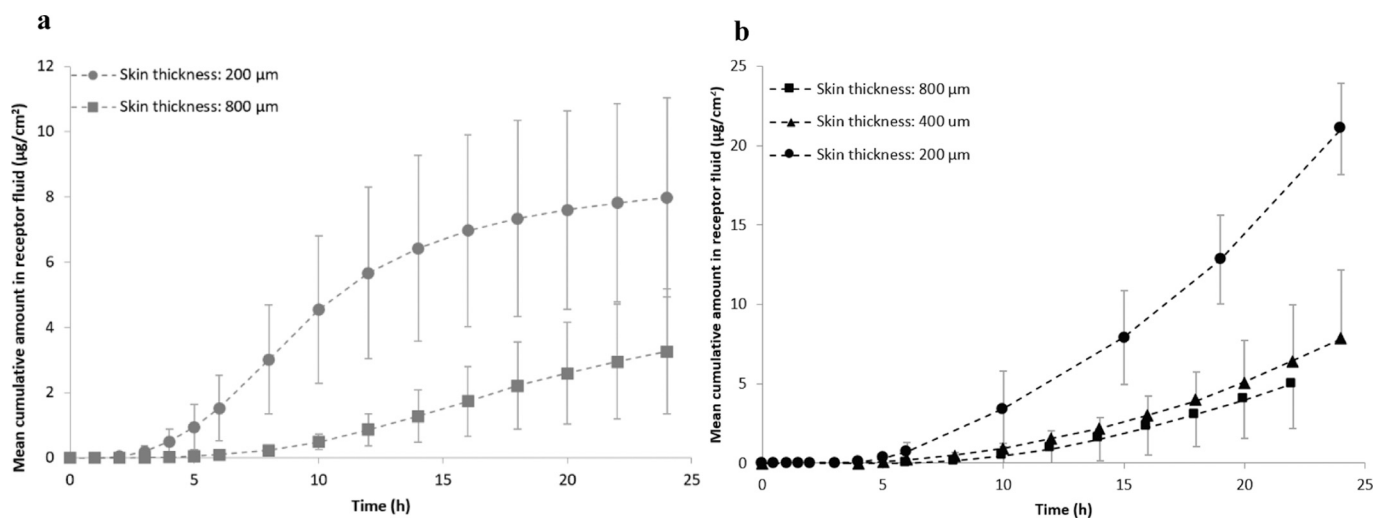 a
Mean cumulative amount in receptor fluid (µg/cm²)
12
10
8
6
4
2
0
Skin thickness: 200 µm
Skin thickness: 800 µm
0 5 10 15 20 25
Time (h)
b
Mean cumulative amount in receptor fluid (µg/cm²)
25
20
15
10
5
0
Skin thickness: 800 µm
Skin thickness: 400 um
Skin thickness: 200 µm
0 5 10 15 20 25
Time (h)